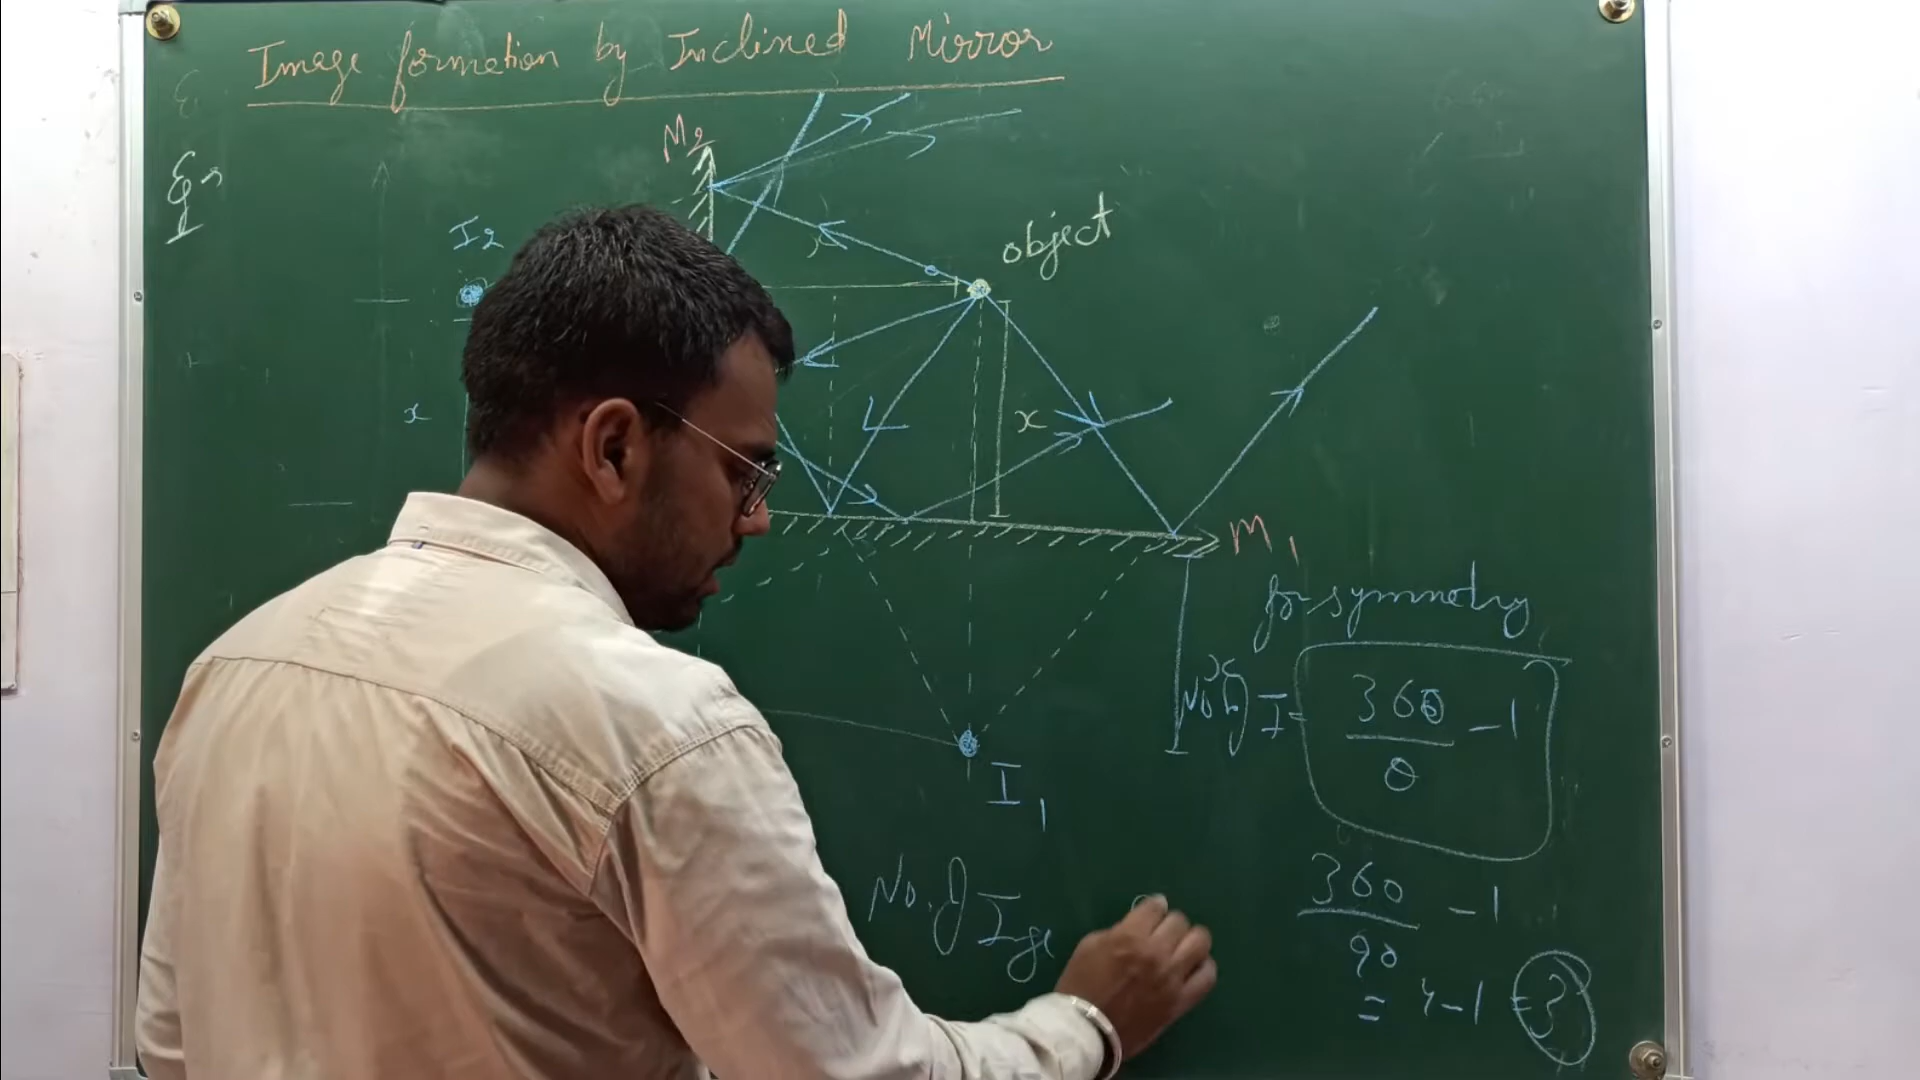 Image formation by Inclined Mirror
M2
I2
object
x
x
M1
for symmetry
x
No. of I = 360/θ - 1
I1
No. of Ige
360/90 - 1
= 4 - 1 = 3